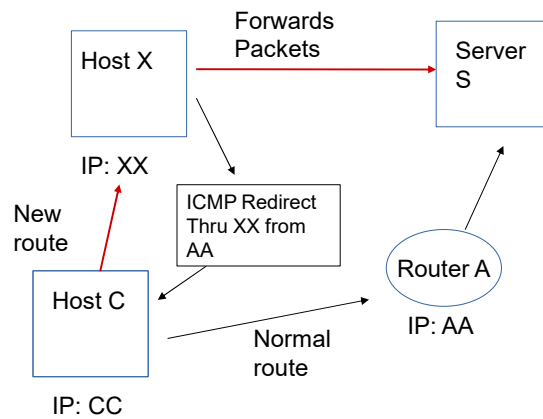 Forwards
Packets
Host X
Server
S
IP: XX
ICMP Redirect
Thru XX from
AA
New
route
Host C
Router A
IP: AA
Normal
route
IP: CC